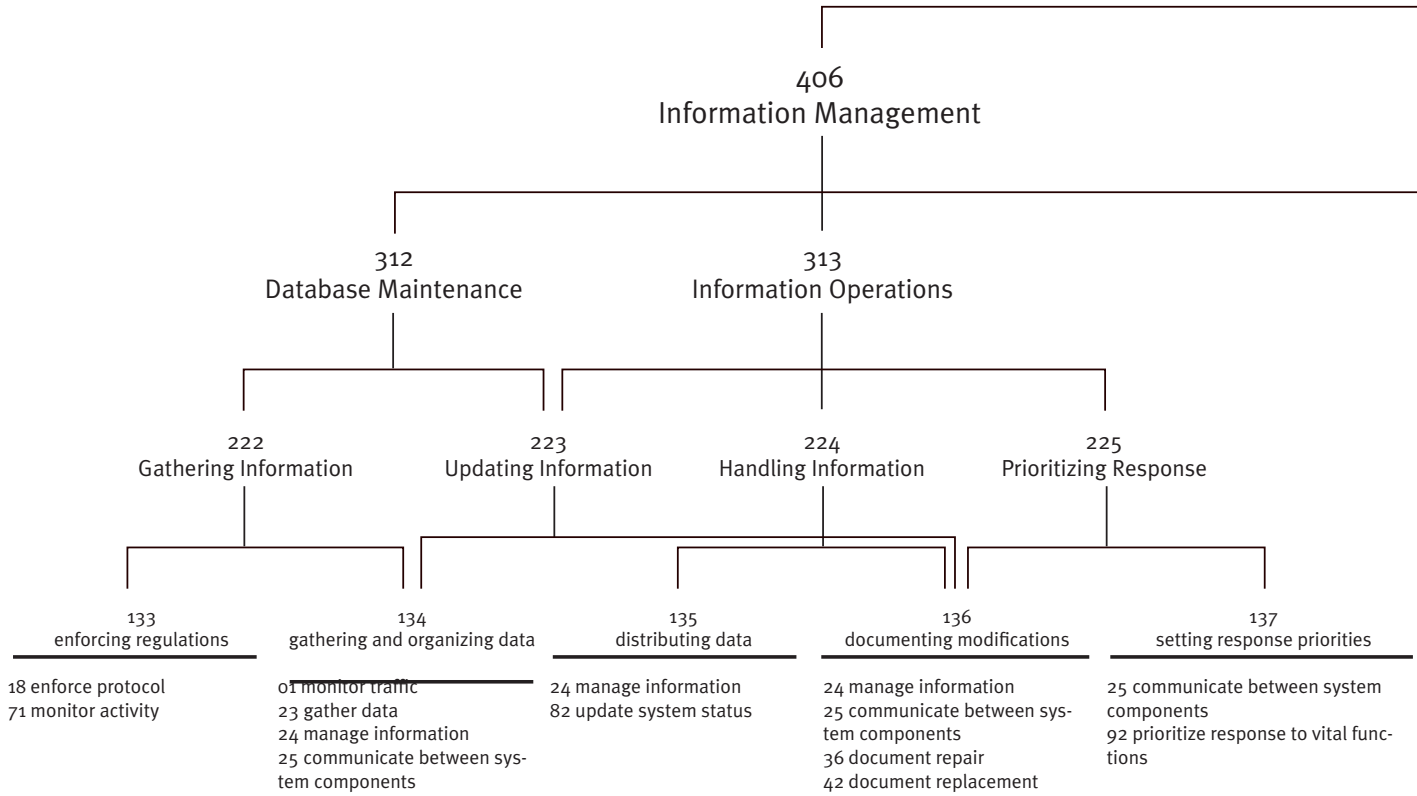 406
Information Management
312
Database Maintenance
313
Information Operations
222
Gathering Information
223
Updating Information
224
Handling Information
225
Prioritizing Response
133
enforcing regulations
18 enforce protocol
71 monitor activity
134
gathering and organizing data
01 monitor traffic
23 gather data
24 manage information
25 communicate between sys-
tem components
135
distributing data
24 manage information
82 update system status
136
documenting modifications
24 manage information
25 communicate between sys-
tem components
36 document repair
42 document replacement
137
setting response priorities
25 communicate between system
components
92 prioritize response to vital func-
tions